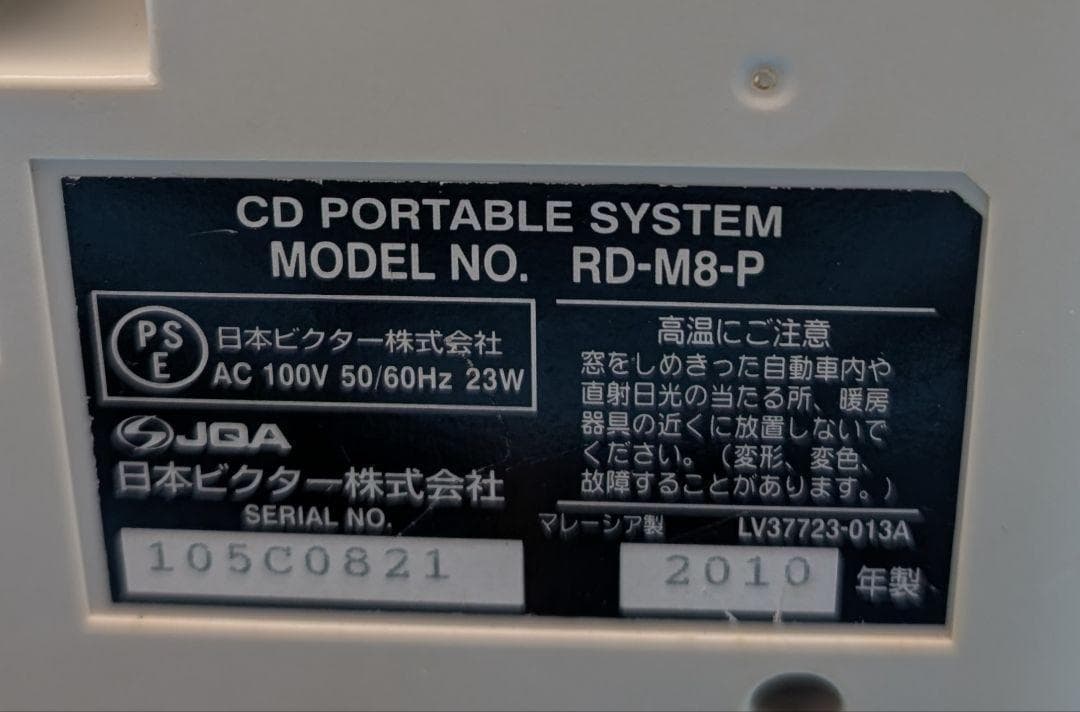 CD PORTABLE SYSTEM
MODEL NO. RD-M8-P
PS
E
日本ビクター株式会社
AC 100V 50/60Hz 23W
JQA
日本ビクター株式会社
SERIAL NO.
105C0821
高温にご注意
窓をしめきった自動車内や
直射日光の当たる所、暖房
器具の近くに放置しないで
ください。（変形、変色、
故障することがあります。）
マレーシア製 LV37723-013A
2010 年製